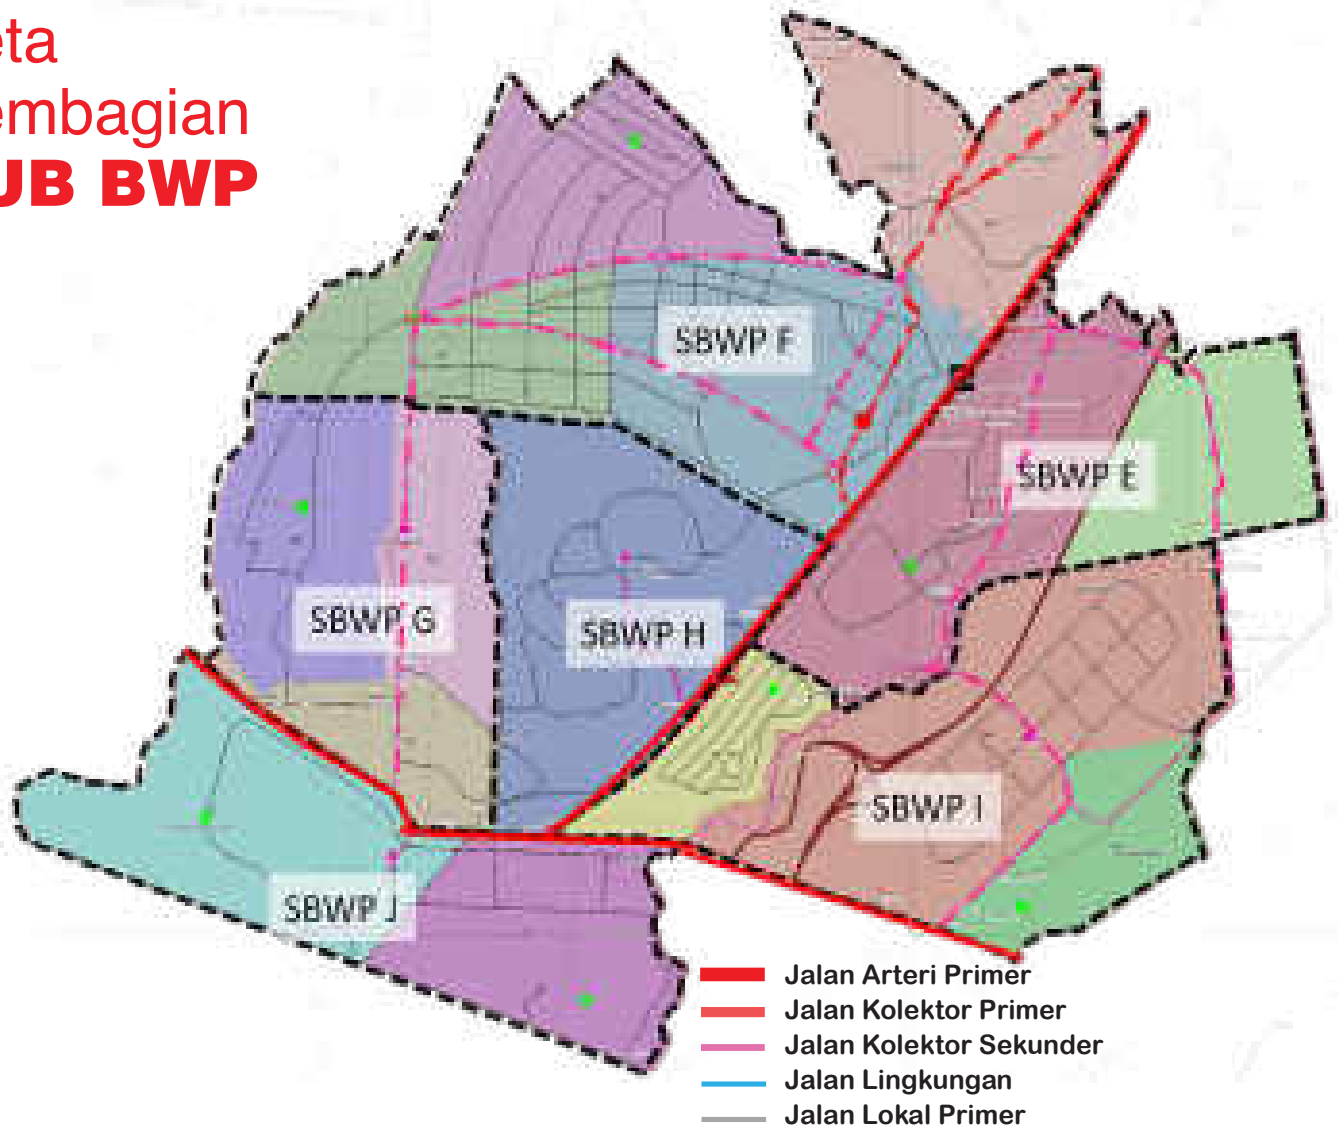 eta
embagian
UB BWP
SBWP F
SBWP E
SBWP G
SBWP H
SBWP I
SBWP J
Jalan Arteri Primer
Jalan Kolektor Primer
Jalan Kolektor Sekunder
Jalan Lingkungan
Jalan Lokal Primer